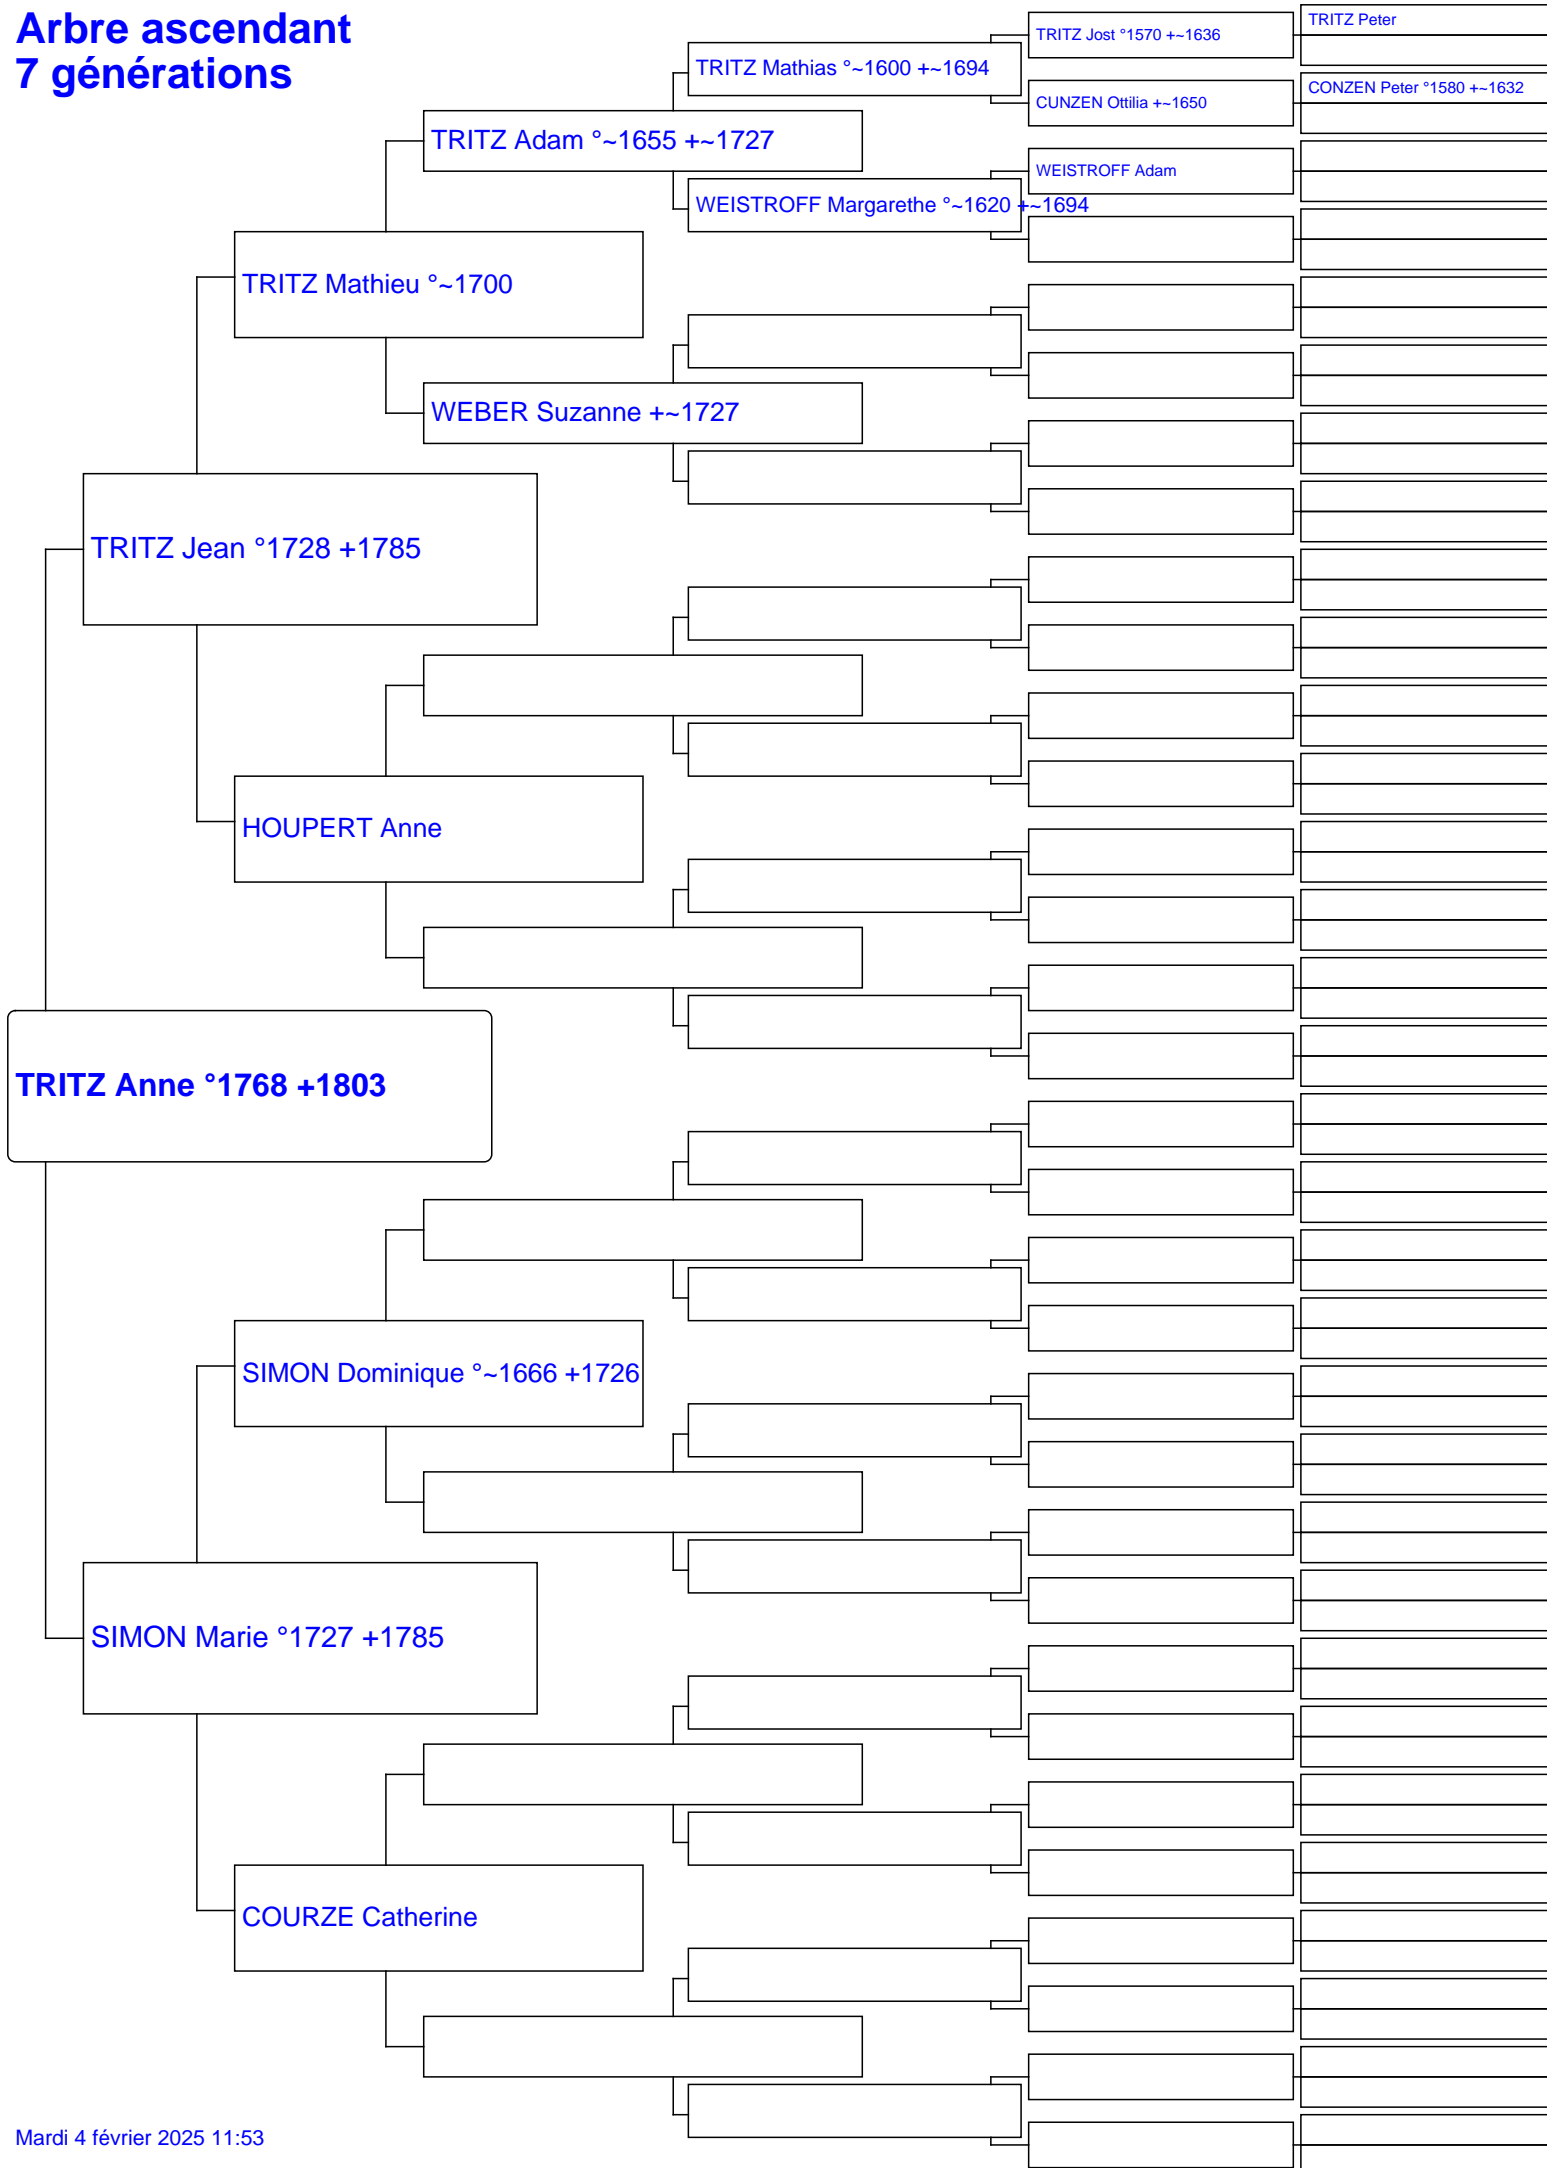 Arbre ascendant
7 générations
TRITZ Peter
TRITZ Jost °1570 +~1636
TRITZ Mathias °~1600 +~1694
CONZEN Peter °1580 +~1632
CUNZEN Ottilia +~1650
TRITZ Adam °~1655 +~1727
WEISTROFF Adam
WEISTROFF Margarethe °~1620 +~1694
TRITZ Mathieu °~1700
WEBER Suzanne +~1727
TRITZ Jean °1728 +1785
HOUPERT Anne
TRITZ Anne °1768 +1803
SIMON Dominique °~1666 +1726
SIMON Marie °1727 +1785
COURZE Catherine
Mardi 4 février 2025 11:53